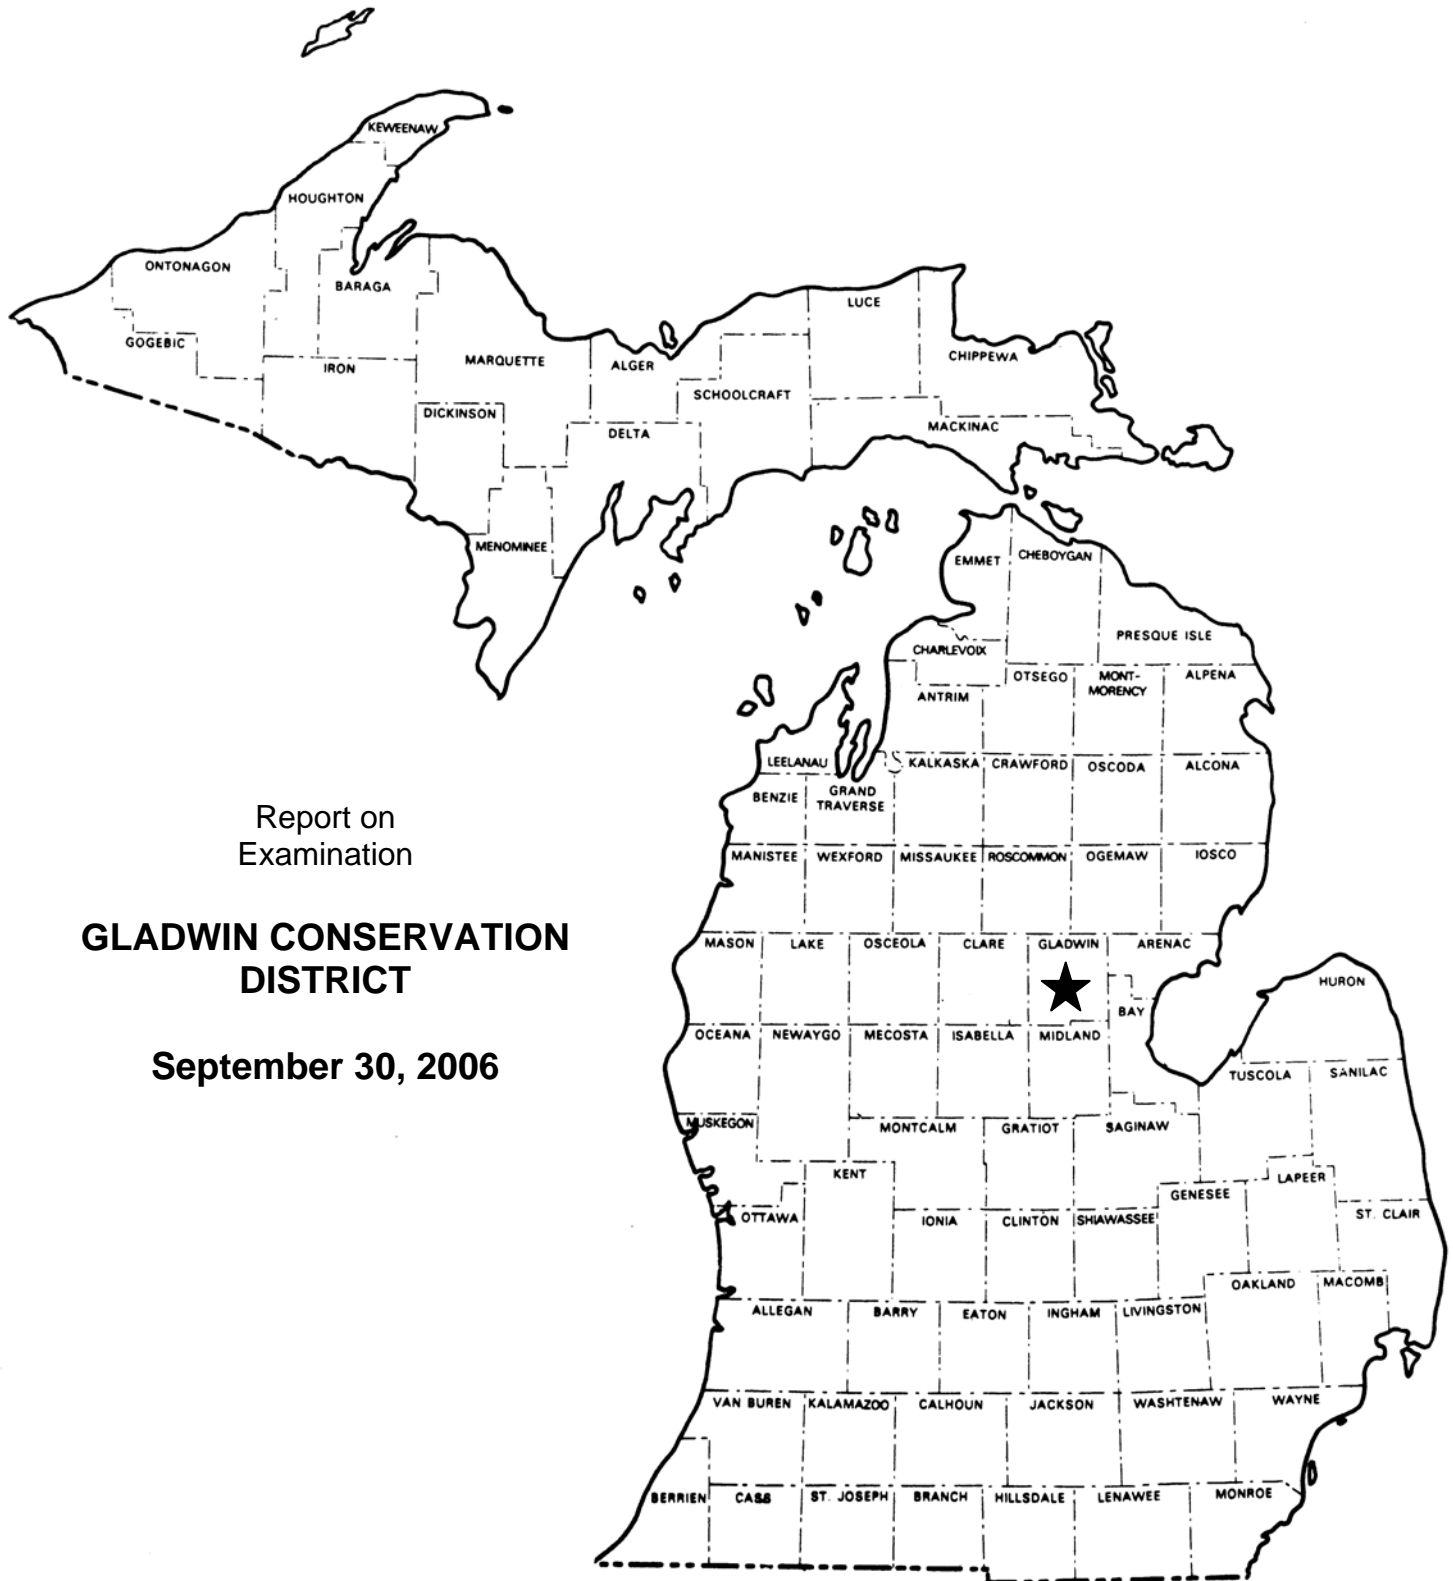 KEWEENAW
HOUGHTON
ONTONAGON
BARAGA
LUCE
GOGEBIC
CHIPPEWA
MARQUETTE
ALGER
IRON
SCHOOLCRAFT
DICKINSON
MACKINAC
DELTA
MENOMINEE
EMMET
CHEBOYGAN
PRESQUE ISLE
CHARLEVOIX
OTSEGO
MONT-
MORENCY
ALPENA
ANTRIM
LEELANAU
KALKASKA
CRAWFORD
OSCODA
ALCONA
BENZIE
GRAND
TRAVERSE
Report on
Examination
MANISTEE
WEXFORD
MISSAUKEE
ROSCOMMON
OGEMAW
IOSCO
GLADWIN CONSERVATION
DISTRICT
MASON
LAKE
OSCEOLA
CLARE
GLADWIN
ARENAC
HURON
BAY
OCEANA
NEWAYGO
MECOSTA
ISABELLA
MIDLAND
September 30, 2006
TUSCOLA
SANILAC
MUSKEGON
MONTCALM
GRATIOT
SAGINAW
KENT
LAPEER
GENESEE
OTTAWA
IONIA
CLINTON
SHIAWASSEE
ST. CLAIR
OAKLAND
MACOMB
ALLEGAN
BARRY
EATON
INGHAM
LIVINGSTON
VAN BUREN
KALAMAZOO
CALHOUN
JACKSON
WASHTENAW
WAYNE
BERRIEN
CASS
ST. JOSEPH
BRANCH
HILLSDALE
LENAWEE
MONROE